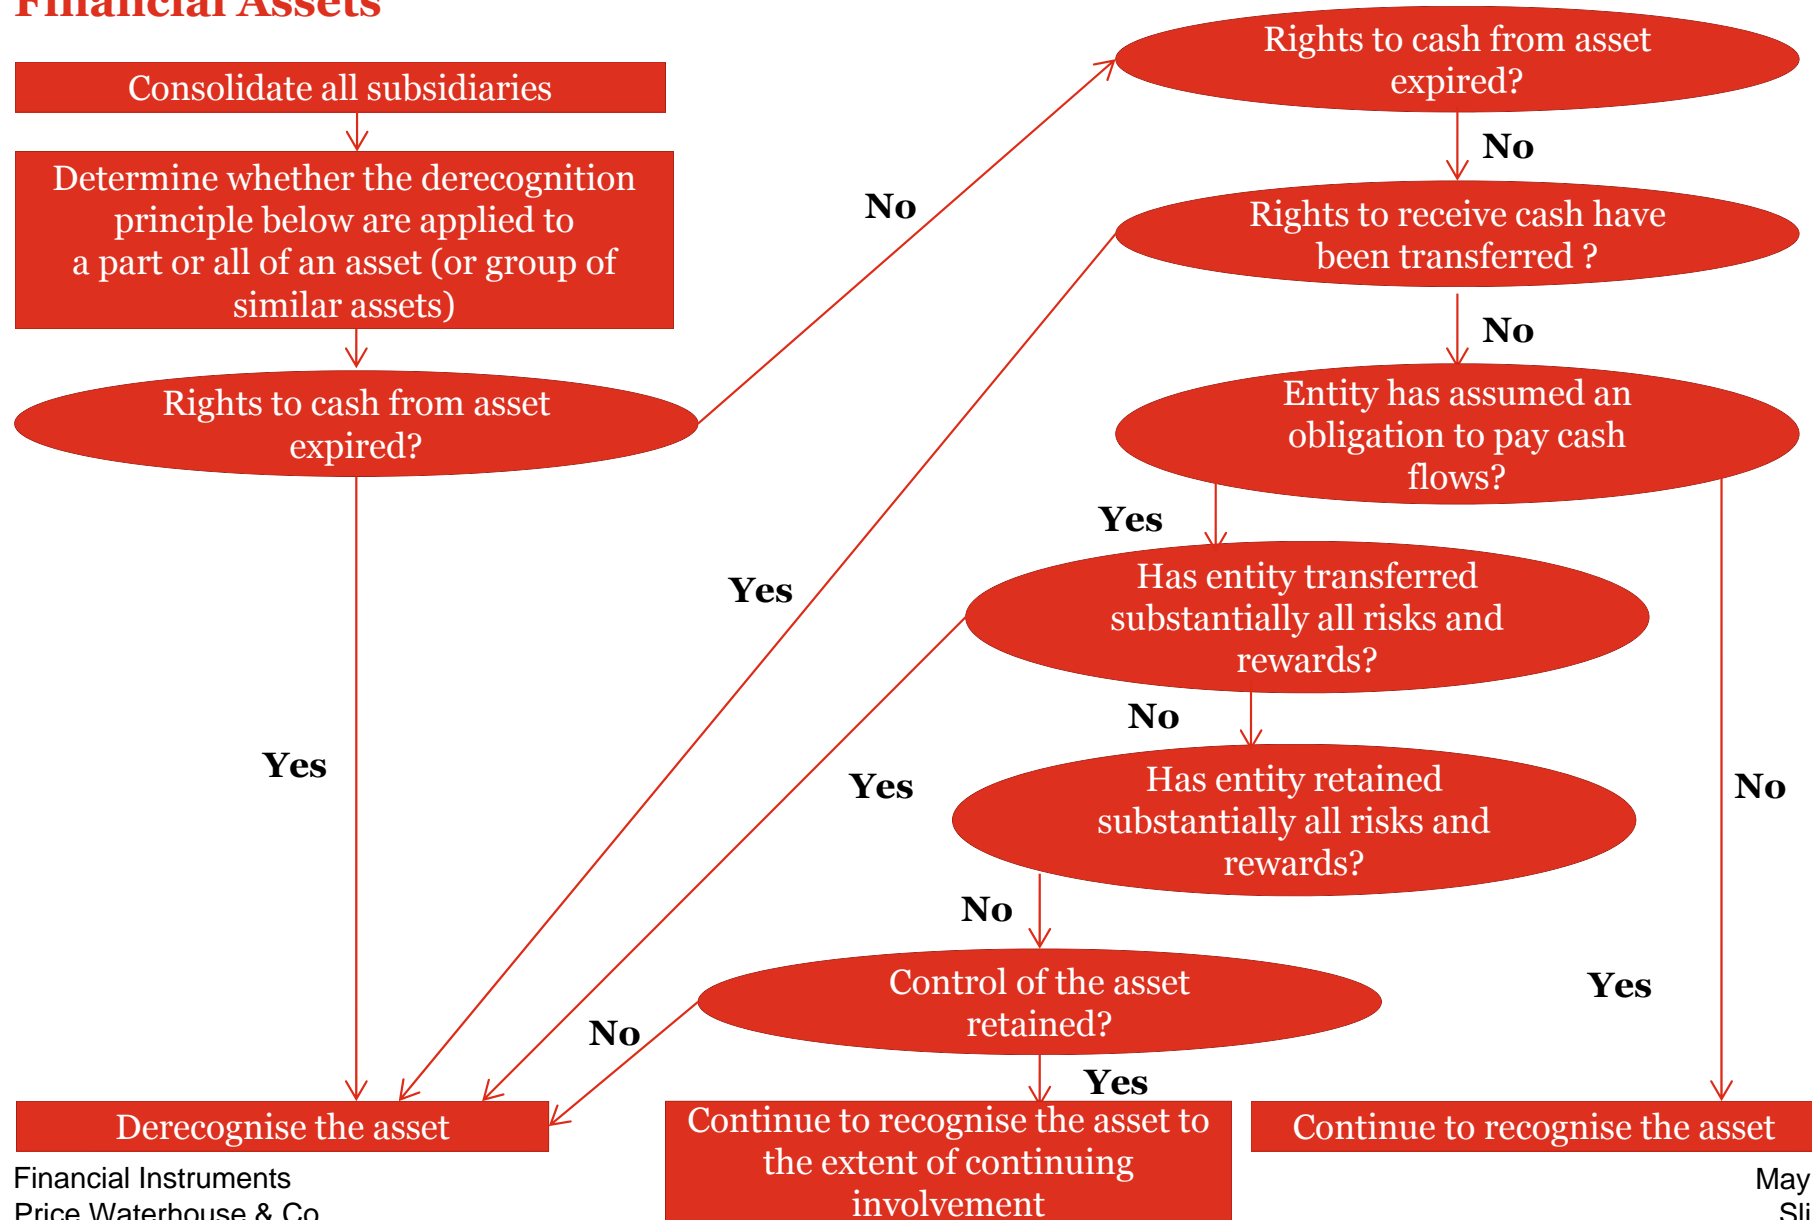 Financial Assets
Consolidate all subsidiaries
Determine whether the derecognition
principle below are applied to
a part or all of an asset (or group of
similar assets)
Rights to cash from asset
expired?
No
Yes
Rights to cash from asset
expired?
No
Rights to receive cash have
been transferred ?
No
Yes
Entity has assumed an
obligation to pay cash
flows?
Yes
No
Has entity transferred
substantially all risks and
rewards?
No
Yes
Has entity retained
substantially all risks and
rewards?
No
Yes
Control of the asset
retained?
No
Yes
Derecognise the asset
Continue to recognise the asset to
the extent of continuing
involvement
Continue to recognise the asset
Financial Instruments
Price Waterhouse & Co
May